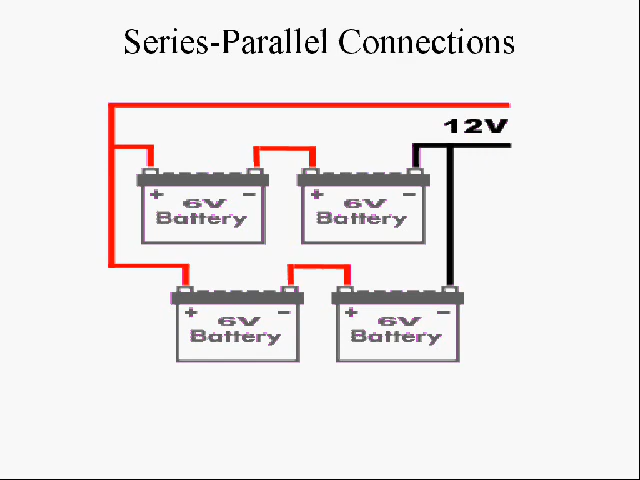 Series-Parallel Connections
12V
+ −
6V
Battery
+ −
6V
Battery
+ −
6V
Battery
+ −
6V
Battery